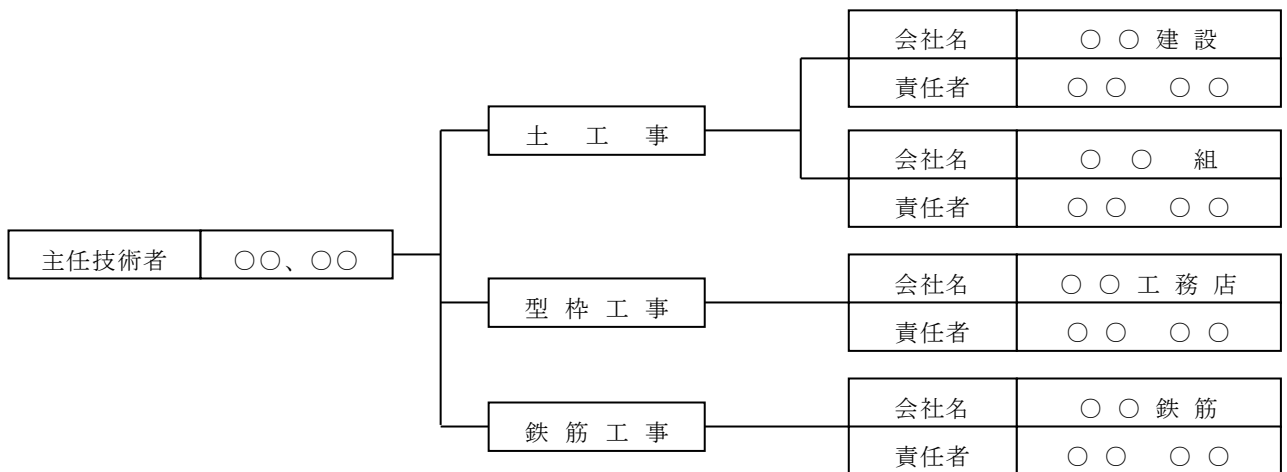 会社名 ○ ○ 建 設
責任者 ○ ○ ○ ○
土 工 事
会社名 ○ ○ 組
責任者 ○ ○ ○ ○
主任技術者 ○○、○○
型 枠 工 事
会社名 ○ ○ 工 務 店
責任者 ○ ○ ○ ○
鉄 筋 工 事
会社名 ○ ○ 鉄 筋
責任者 ○ ○ ○ ○